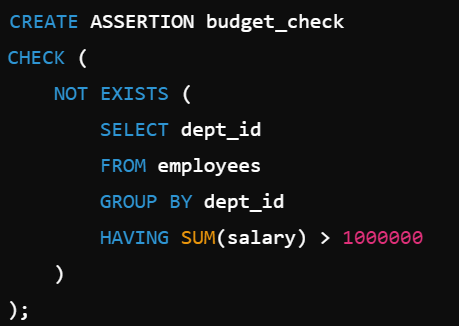 CREATE ASSERTION budget_check
CHECK (
    NOT EXISTS (
        SELECT dept_id
        FROM employees
        GROUP BY dept_id
        HAVING SUM(salary) > 1000000
    )
);